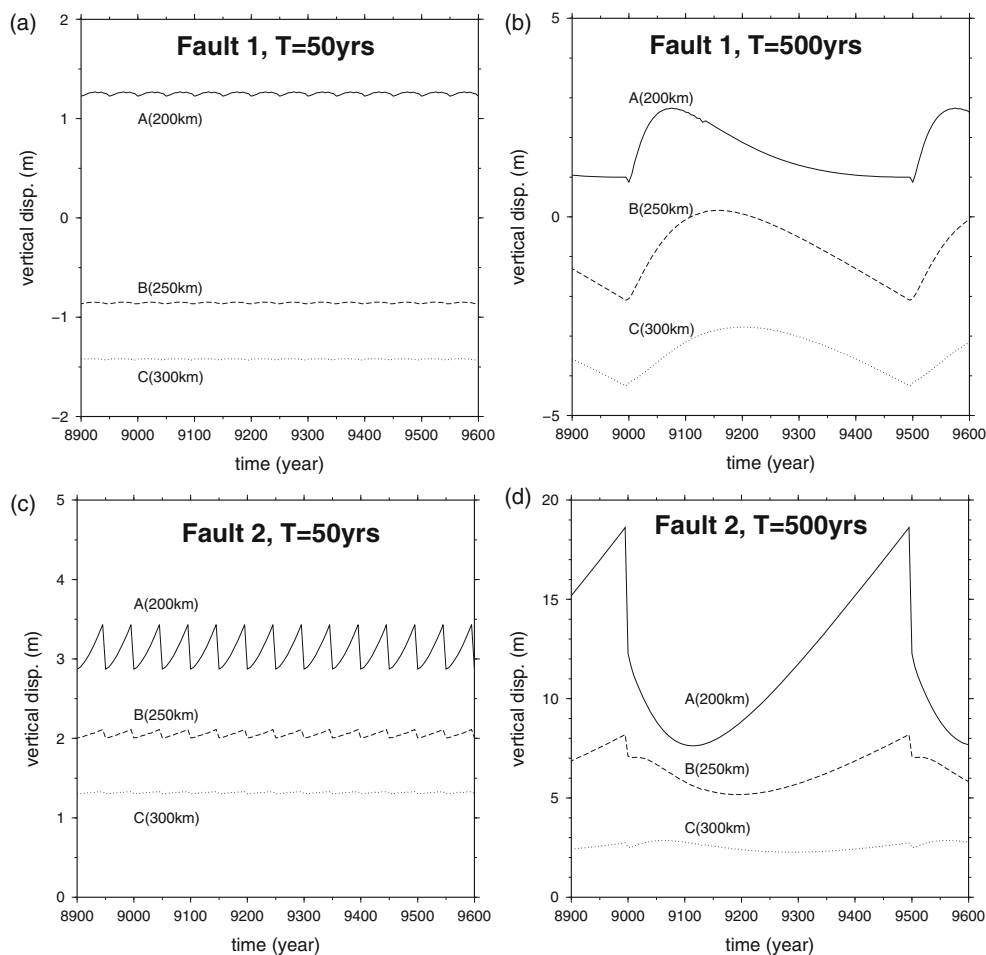 (a)
Fault 1, T=50yrs
2
1
0
−1
−2
vertical disp. (m)
A(200km)
B(250km)
C(300km)
8900 9000 9100 9200 9300 9400 9500 9600
time (year)
(b)
Fault 1, T=500yrs
5
0
−5
vertical disp. (m)
A(200km)
B(250km)
C(300km)
8900 9000 9100 9200 9300 9400 9500 9600
time (year)
(c)
Fault 2, T=50yrs
5
4
3
2
1
0
vertical disp. (m)
A(200km)
B(250km)
C(300km)
8900 9000 9100 9200 9300 9400 9500 9600
time (year)
(d)
Fault 2, T=500yrs
20
15
10
5
0
vertical disp. (m)
A(200km)
B(250km)
C(300km)
8900 9000 9100 9200 9300 9400 9500 9600
time (year)